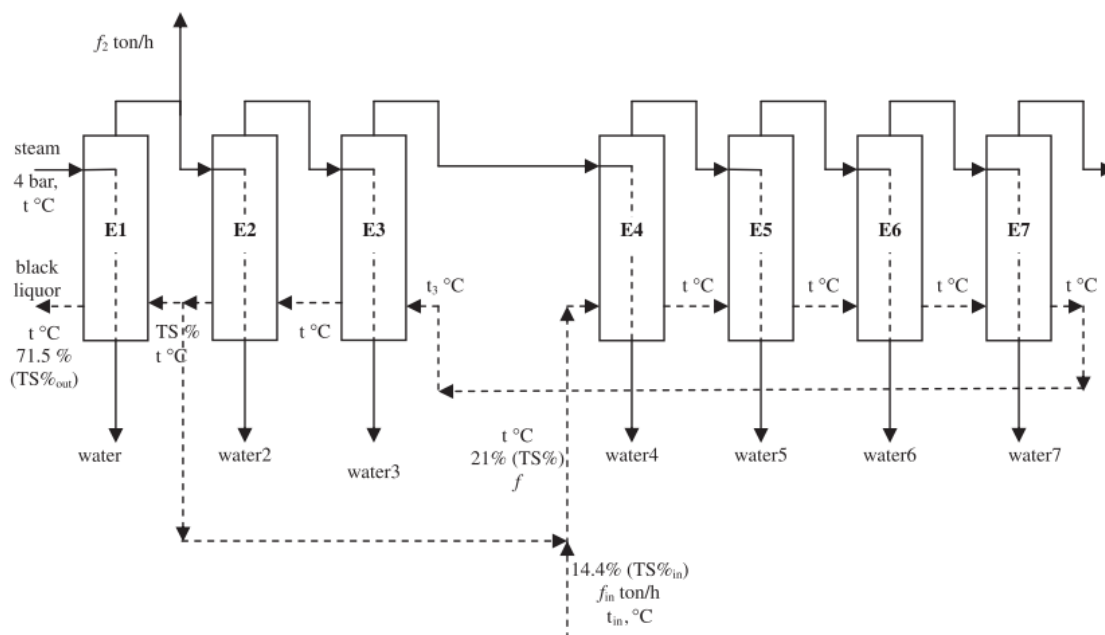 f₂ ton/h
steam
4 bar,
t °C
E1
E2
E3
E4
E5
E6
E7
black
liquor
t °C
71.5 %
(TS%out)
TS %
t °C
t °C
t₃ °C
t °C
t °C
t °C
t °C
water
water2
water3
t °C
21% (TS%)
f
water4
water5
water6
water7
14.4% (TS%in)
fin ton/h
tin, °C